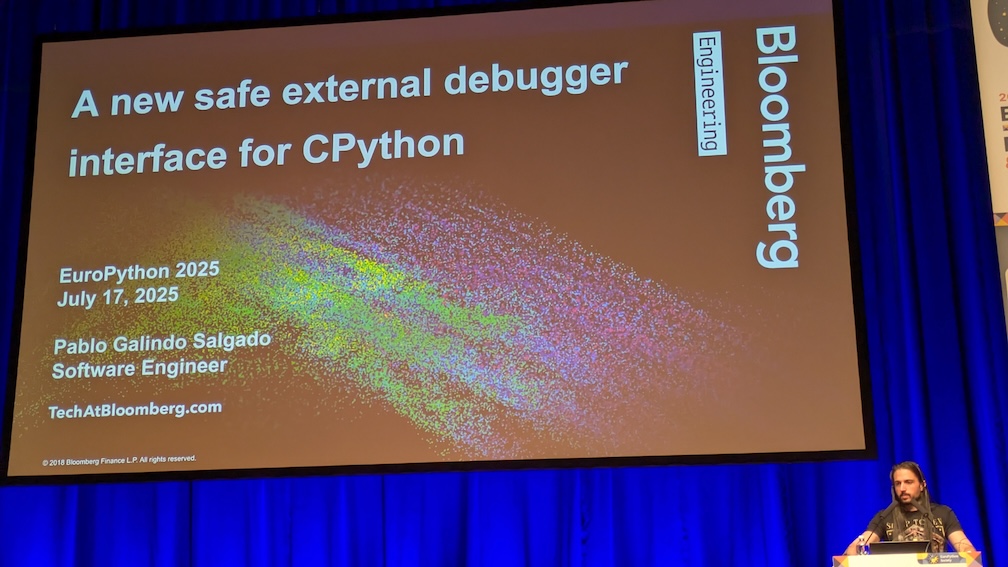 A new safe external debugger
interface for CPython
Engineering
Bloomberg
EuroPython 2025
July 17, 2025
Pablo Galindo Salgado
Software Engineer
TechAtBloomberg.com
© 2018 Bloomberg Finance L.P. All rights reserved.